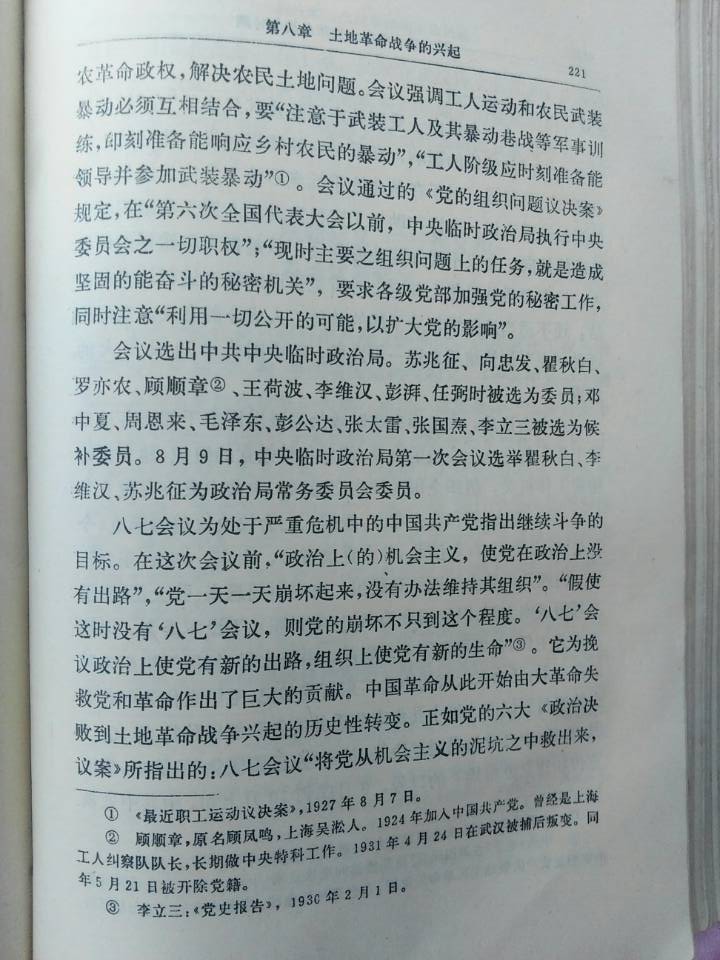 第八章 土地革命战争的兴起
221
农革命政权，解决农民土地问题。会议强调工人运动和农民武装
暴动必须互相结合，要“注意于武装工人及其暴动巷战等军事训
练，即刻准备能响应乡村农民的暴动”，“工人阶级应时刻准备能
领导并参加武装暴动”①。会议通过的《党的组织问题议决案》
规定，在“第六次全国代表大会以前，中央临时政治局执行中央
委员会之一切职权”；“现时主要之组织问题上的任务，就是造成
坚固的能奋斗的秘密机关”，要求各级党部加强党的秘密工作，
同时注意“利用一切公开的可能，以扩大党的影响”。
会议选出中共中央临时政治局。苏兆征、向忠发、瞿秋白、
罗亦农、顾顺章②、王荷波、李维汉、彭湃、任弼时被选为委员；邓
中夏、周恩来、毛泽东、彭公达、张太雷、张国焘、李立三被选为候
补委员。8月9日，中央临时政治局第一次会议选举瞿秋白、李
维汉、苏兆征为政治局常务委员会委员。
八七会议为处于严重危机中的中国共产党指出继续斗争的
目标。在这次会议前，“政治上（的）机会主义，使党在政治上没
有出路”，“党一天一天崩坏起来，没有办法维持其组织”。“假使
这时没有‘八七’会议，则党的崩坏不只到这个程度。‘八七’会
议政治上使党有新的出路，组织上使党有新的生命”③。它为挽
救党和革命作出了巨大的贡献。中国革命从此开始由大革命失
败到土地革命战争兴起的历史性转变。正如党的六大《政治决
议案》所指出的：八七会议“将党从机会主义的泥坑之中救出来，
① 《最近职工运动议决案》，1927年8月7日。
② 顾顺章，原名顾凤鸣，上海吴淞人。1924年加入中国共产党。曾经是上海
工人纠察队队长，长期做中央特科工作。1931年4月24日在武汉被捕后叛变。同
年5月21日被开除党籍。
③ 李立三：《党史报告》，1930年2月1日。